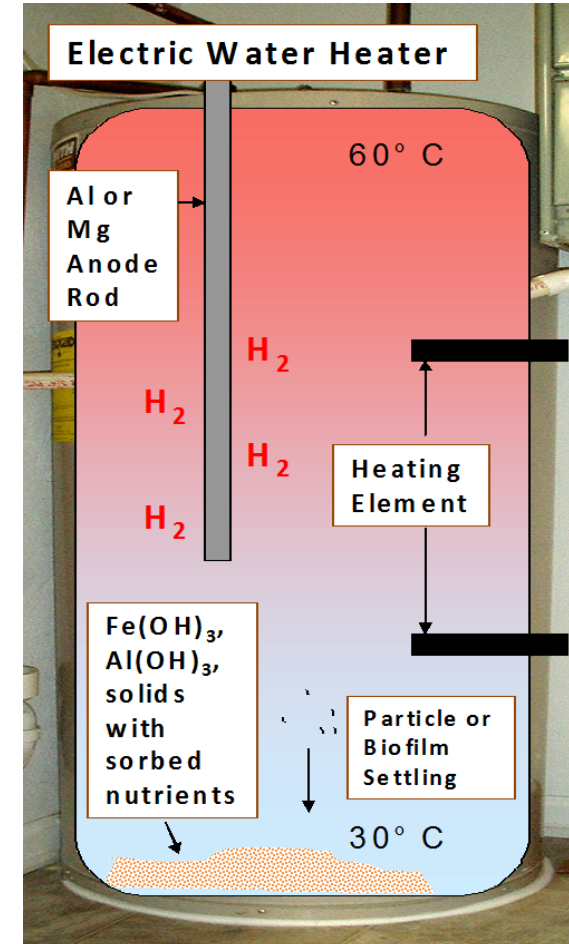 Electric Water Heater
60° C
Al or
Mg
Anode
Rod
H2
H2
H2
H2
Heating
Element
Fe(OH)3,
Al(OH)3,
solids
with
sorbed
nutrients
Particle or
Biofilm
Settling
30° C